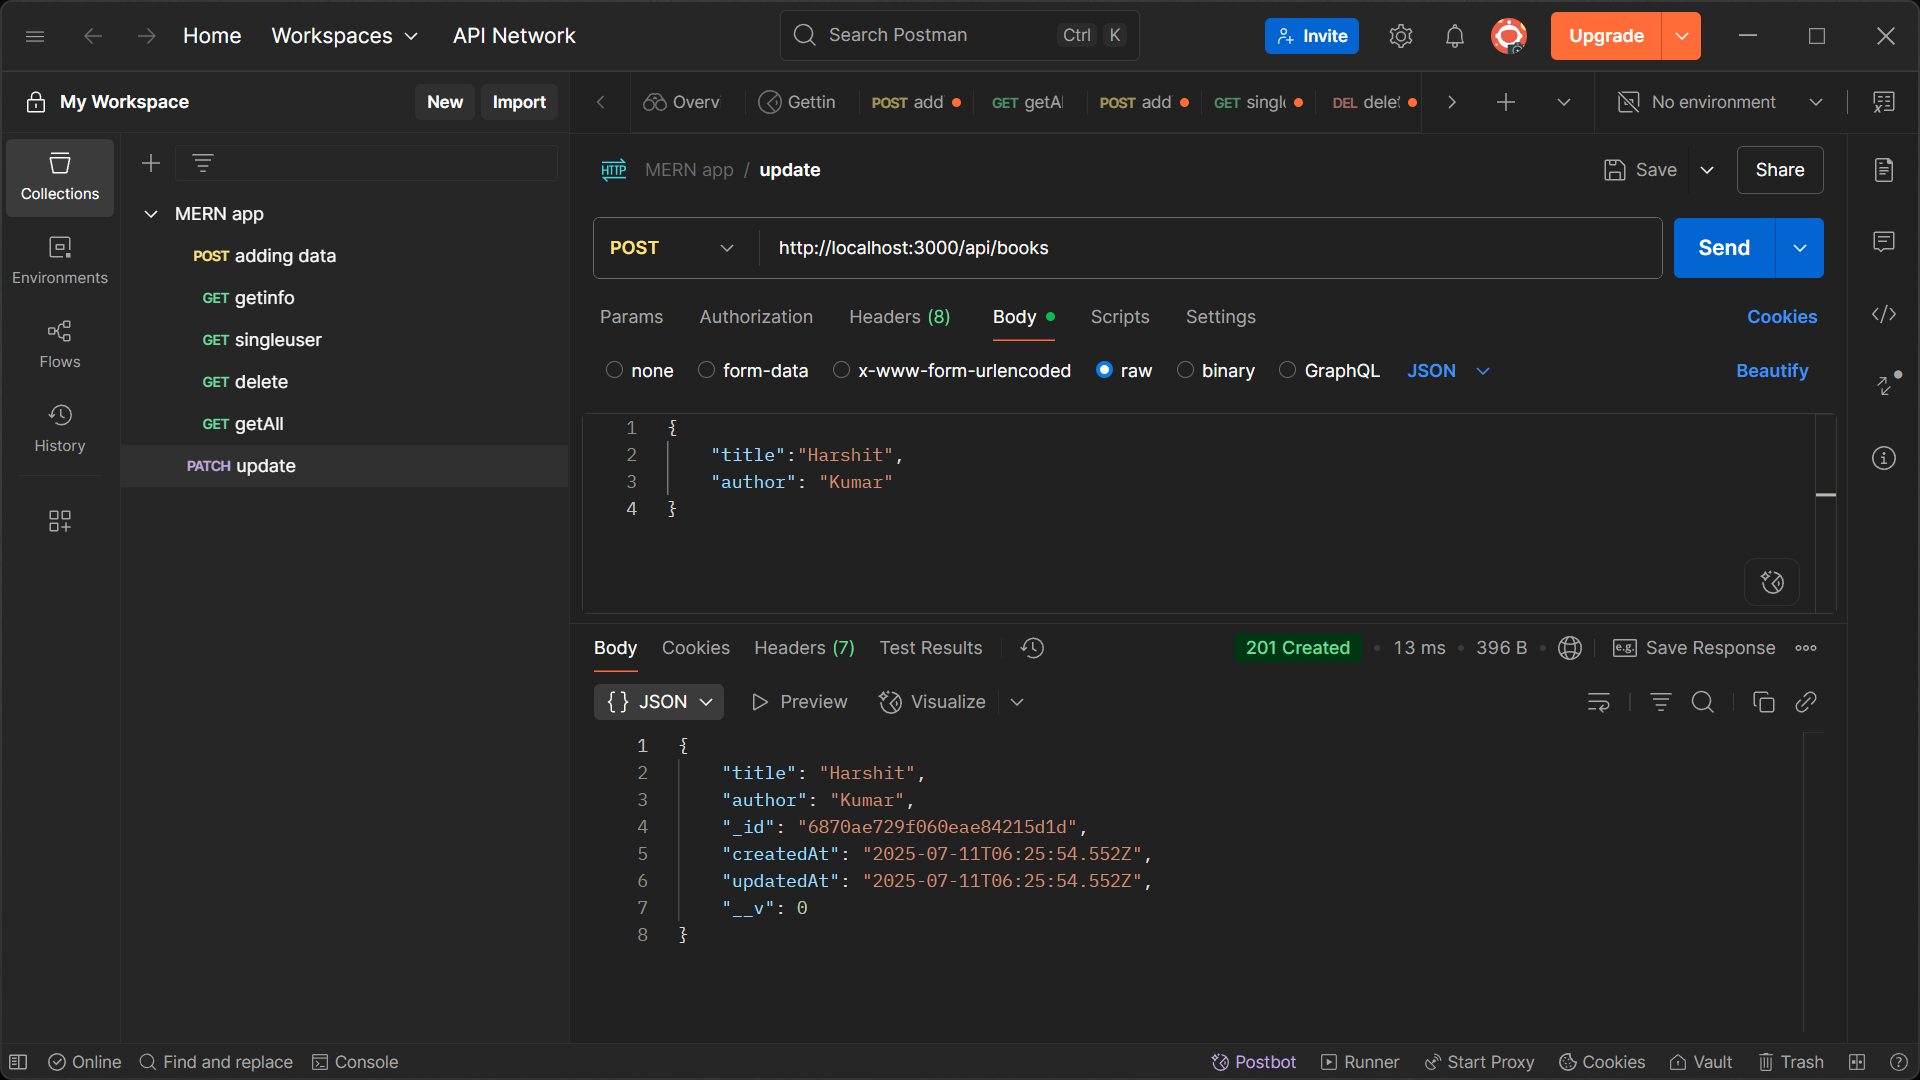 Home Workspaces API Network Search Postman Ctrl K Invite Upgrade
My Workspace New Import Overv Gettin POST add GET getAl POST add GET single DEL delet No environment
Collections
Environments
Flows
History
MERN app
POST adding data
GET getinfo
GET singleuser
GET delete
GET getAll
PATCH update
HTTP MERN app / update Save Share
POST http://localhost:3000/api/books Send
Params Authorization Headers (8) Body Scripts Settings Cookies
none form-data x-www-form-urlencoded raw binary GraphQL JSON Beautify
1 {
2 "title":"Harshit",
3 "author": "Kumar"
4 }
Body Cookies Headers (7) Test Results 201 Created 13 ms 396 B e.g. Save Response
{} JSON Preview Visualize
1 {
2 "title": "Harshit",
3 "author": "Kumar",
4 "_id": "6870ae729f060eae84215d1d",
5 "createdAt": "2025-07-11T06:25:54.552Z",
6 "updatedAt": "2025-07-11T06:25:54.552Z",
7 "__v": 0
8 }
Online Find and replace Console Postbot Runner Start Proxy Cookies Vault Trash